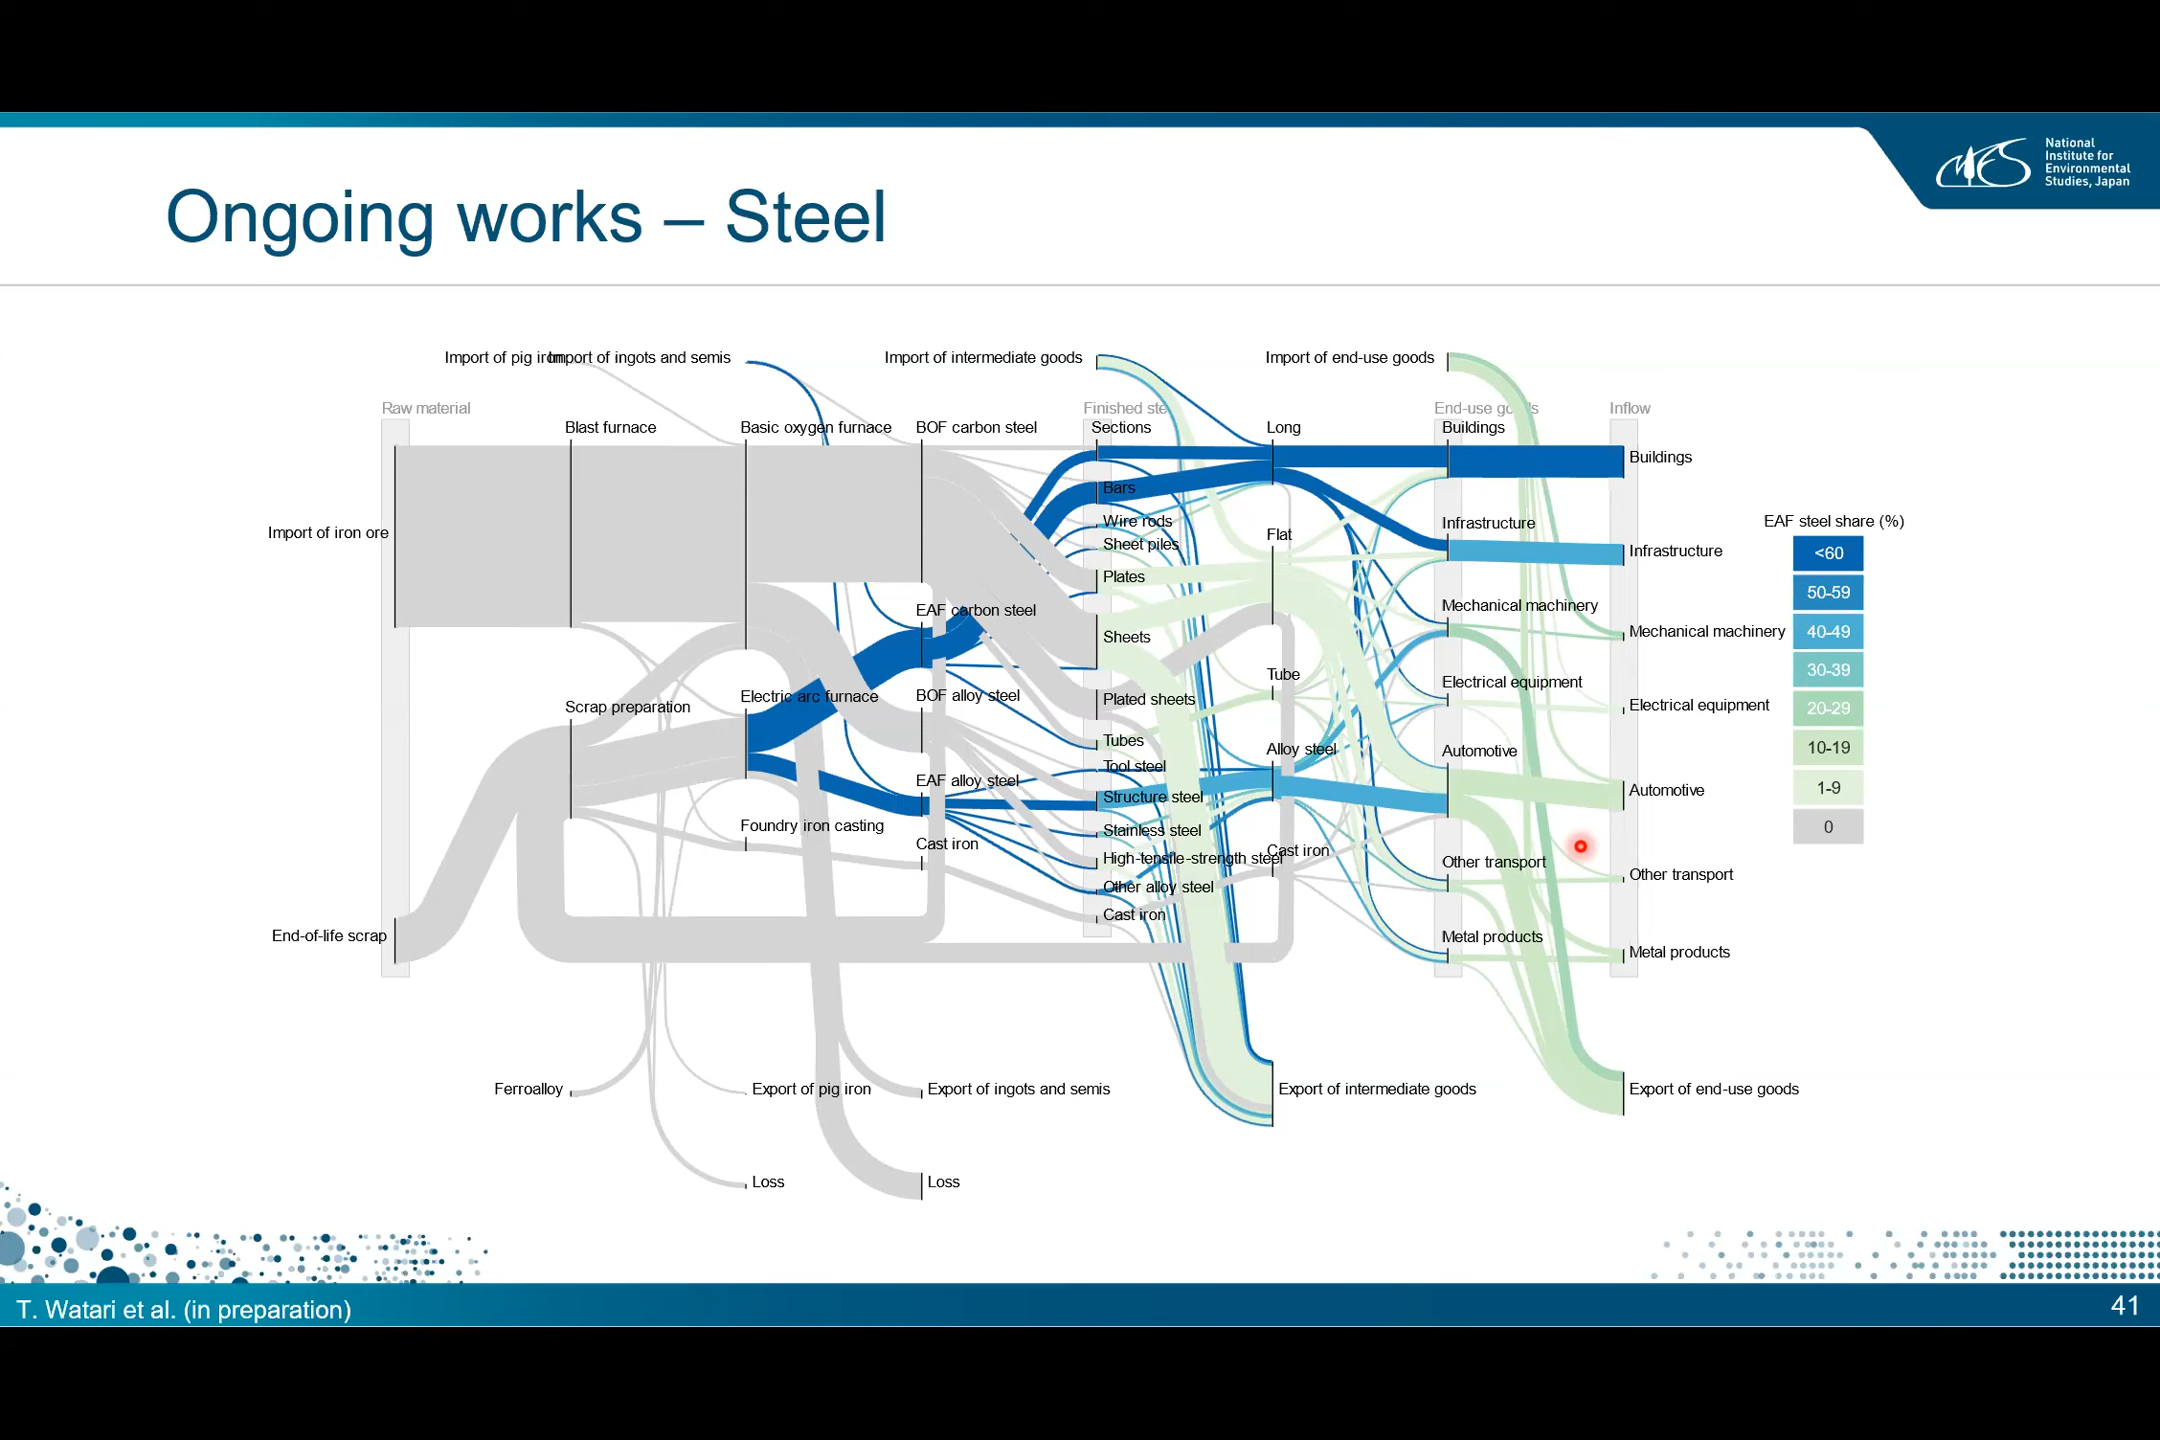 National
Institute for
Environmental
Studies, Japan
Ongoing works – Steel
Import of pig iron
Import of ingots and semis
Import of intermediate goods
Import of end-use goods
Raw material
Finished ste
End-use goods
Inflow
Blast furnace
Basic oxygen furnace
BOF carbon steel
Sections
Long
Buildings
Buildings
Bars
Wire rods
Infrastructure
EAF steel share (%)
Import of iron ore
Flat
Sheet piles
Infrastructure
<60
Plates
50-59
EAF carbon steel
Mechanical machinery
Sheets
Mechanical machinery
40-49
Tube
30-39
Electrical equipment
Electric arc furnace
BOF alloy steel
Plated sheets
Scrap preparation
Electrical equipment
20-29
Tubes
Alloy steel
Automotive
10-19
Tool steel
EAF alloy steel
Structure steel
Automotive
1-9
Foundry iron casting
Stainless steel
0
Cast iron
High-tensile-strength steel
Cast iron
Other transport
Other transport
Other alloy steel
Cast iron
End-of-life scrap
Metal products
Metal products
Ferroalloy
Export of pig iron
Export of ingots and semis
Export of intermediate goods
Export of end-use goods
Loss
Loss
T. Watari et al. (in preparation)
41